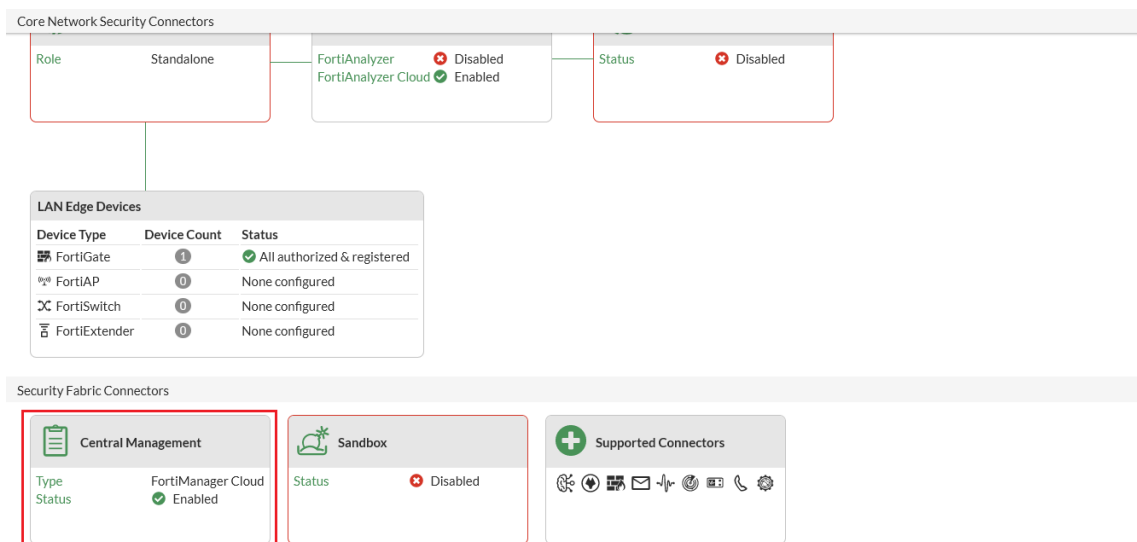 Core Network Security Connectors
Role Standalone
FortiAnalyzer Disabled
FortiAnalyzer Cloud Enabled
Status Disabled
LAN Edge Devices
Device Type Device Count Status
FortiGate 1 All authorized & registered
FortiAP 0 None configured
FortiSwitch 0 None configured
FortiExtender 0 None configured
Security Fabric Connectors
Central Management
Type FortiManager Cloud
Status Enabled
Sandbox
Status Disabled
Supported Connectors